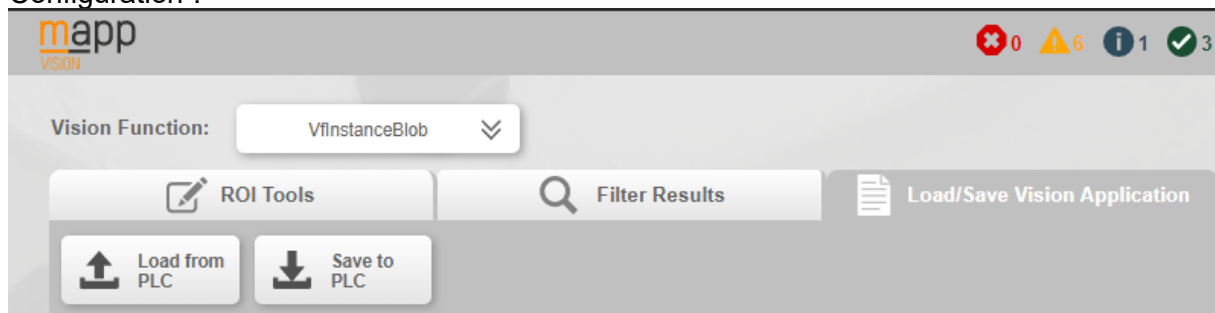 mapp
VISION
0 6 1 3
Vision Function: VfInstanceBlob
ROI Tools Filter Results Load/Save Vision Application
Load from PLC
Save to PLC